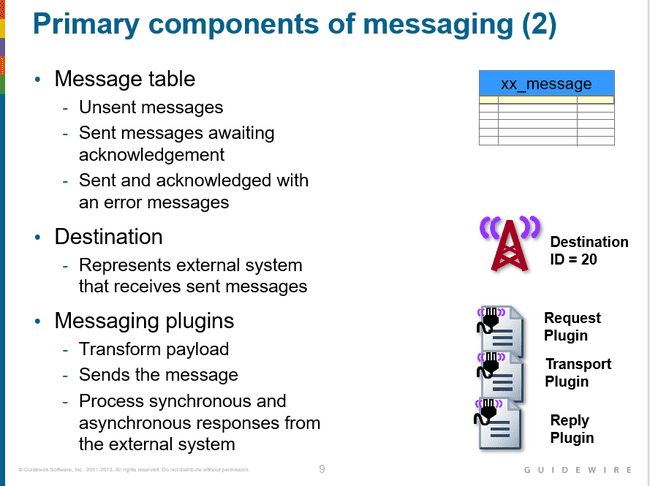 Primary components of messaging (2)
• Message table
- Unsent messages
- Sent messages awaiting
acknowledgement
- Sent and acknowledged with
an error messages
xx_message
• Destination
- Represents external system
that receives sent messages
Destination
ID = 20
• Messaging plugins
- Transform payload
- Sends the message
- Process synchronous and
asynchronous responses from
the external system
Request
Plugin
Transport
Plugin
Reply
Plugin
© Guidewire Software, Inc. 2001-2013. All rights reserved. Do not distribute without permission.
9
GUIDEWIRE